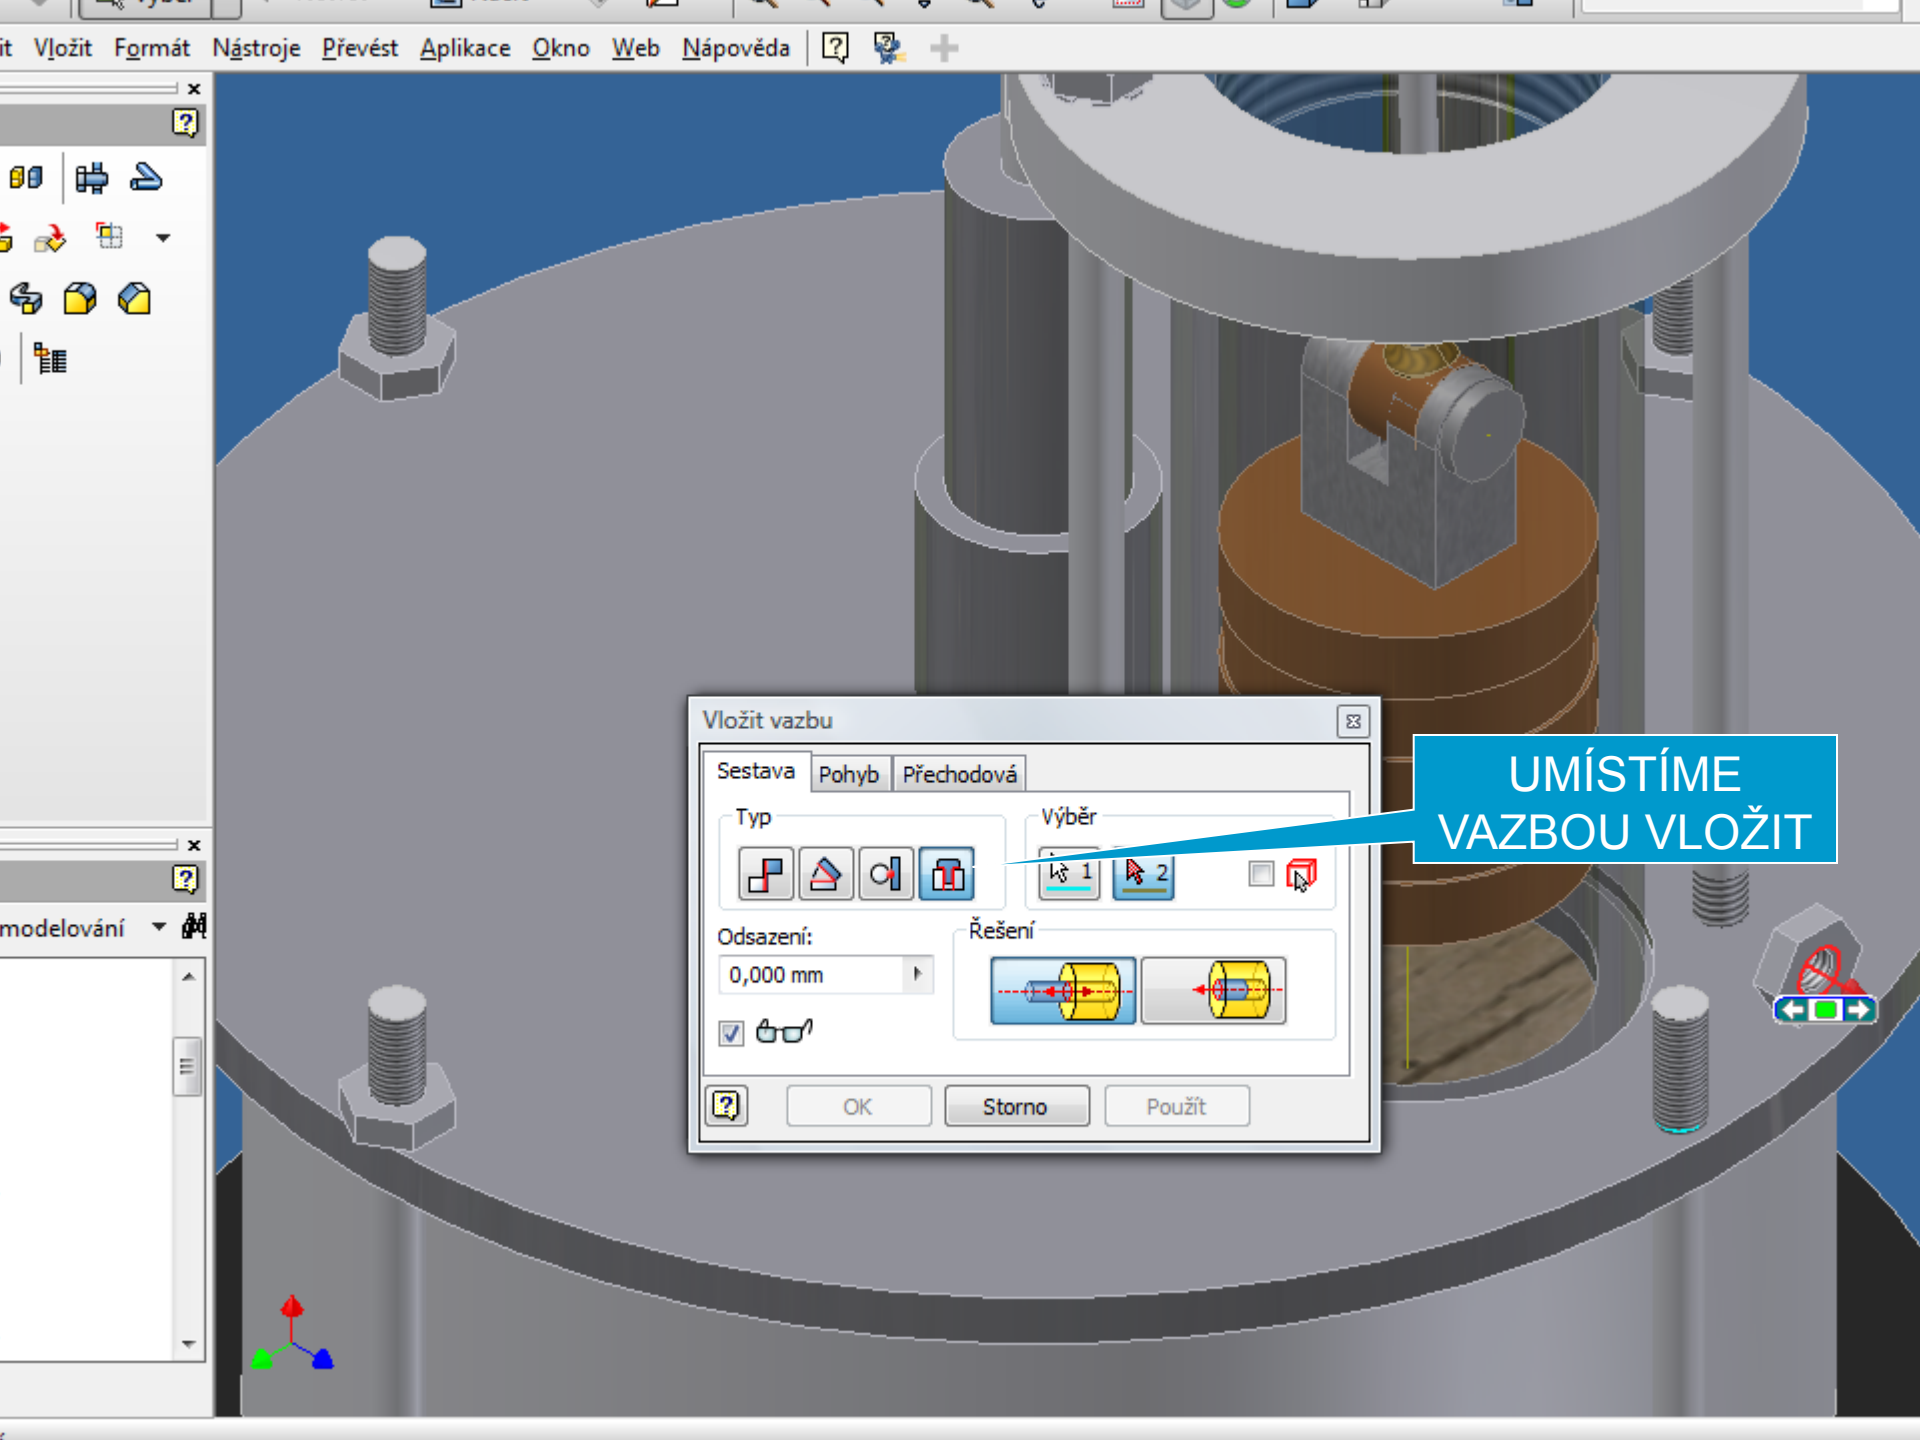 it Vložit Formát Nástroje Převést Aplikace Okno Web Nápověda
modelování
Vložit vazbu
Sestava Pohyb Přechodová
Typ
Výběr
1 2
Odsazení:
0,000 mm
Řešení
OK Storno Použít
UMÍSTÍME
VAZBOU VLOŽIT